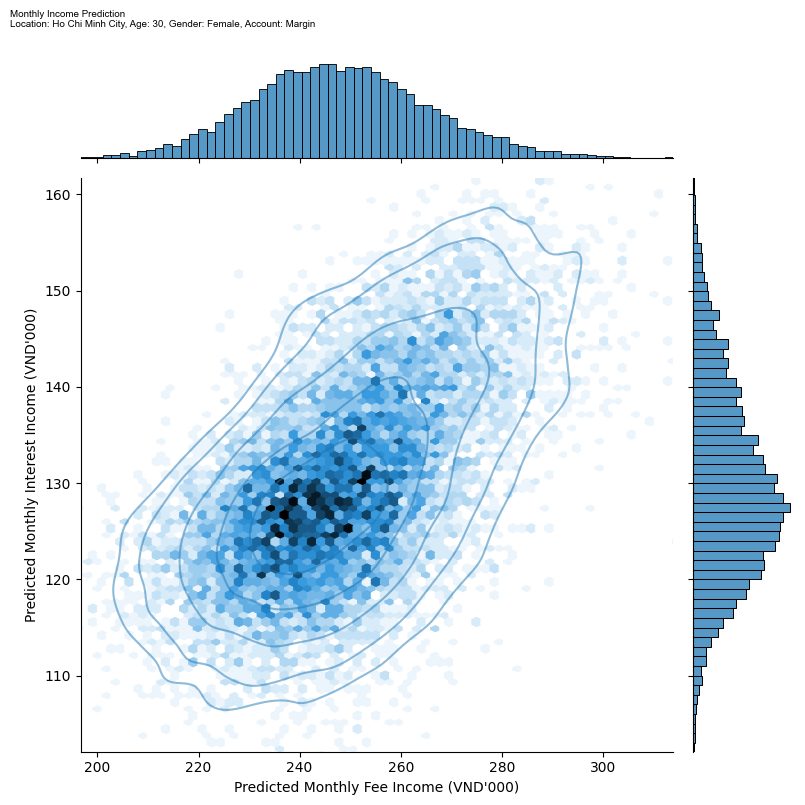 Monthly Income Prediction
Location: Ho Chi Minh City, Age: 30, Gender: Female, Account: Margin
160
150
140
130
120
110
Predicted Monthly Interest Income (VND'000)
200 220 240 260 280 300
Predicted Monthly Fee Income (VND'000)